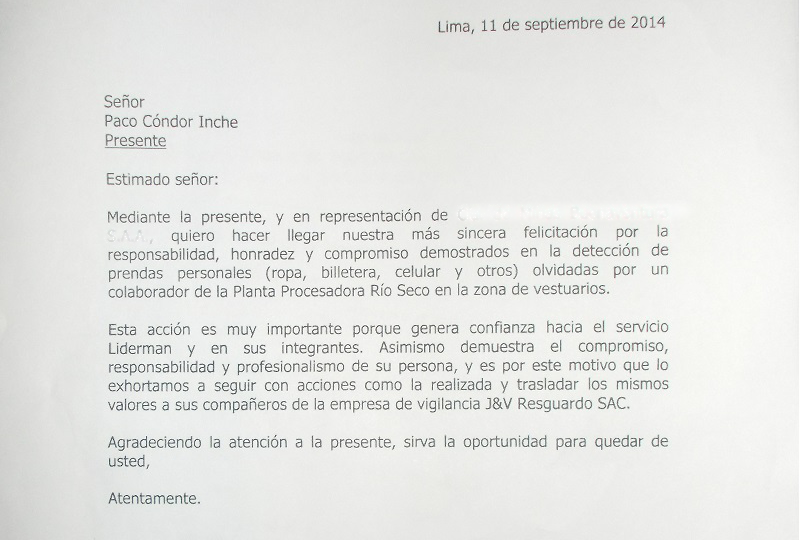 Lima, 11 de septiembre de 2014
Señor
Paco Cóndor Inche
Presente
Estimado señor:
Mediante la presente, y en representación de
quiero hacer llegar nuestra más sincera felicitación por la
responsabilidad, honradez y compromiso demostrados en la detección de
prendas personales (ropa, billetera, celular y otros) olvidadas por un
colaborador de la Planta Procesadora Río Seco en la zona de vestuarios.
Esta acción es muy importante porque genera confianza hacia el servicio
Liderman y en sus integrantes. Asimismo demuestra el compromiso,
responsabilidad y profesionalismo de su persona, y es por este motivo que lo
exhortamos a seguir con acciones como la realizada y trasladar los mismos
valores a sus compañeros de la empresa de vigilancia J&V Resguardo SAC.
Agradeciendo la atención a la presente, sirva la oportunidad para quedar de
usted,
Atentamente.